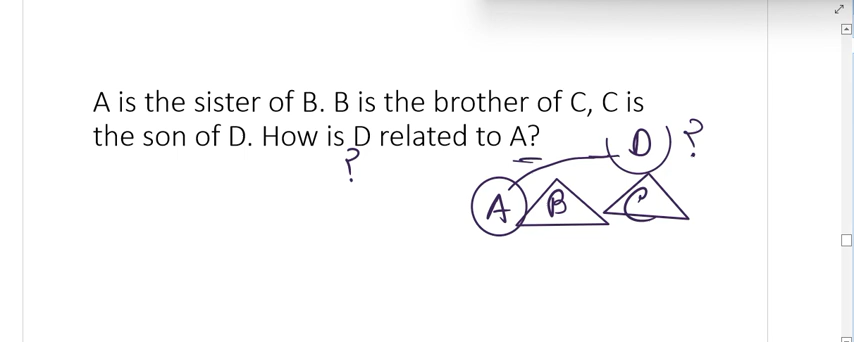 A is the sister of B. B is the brother of C, C is
the son of D. How is D related to A?
?
D ?
A B C